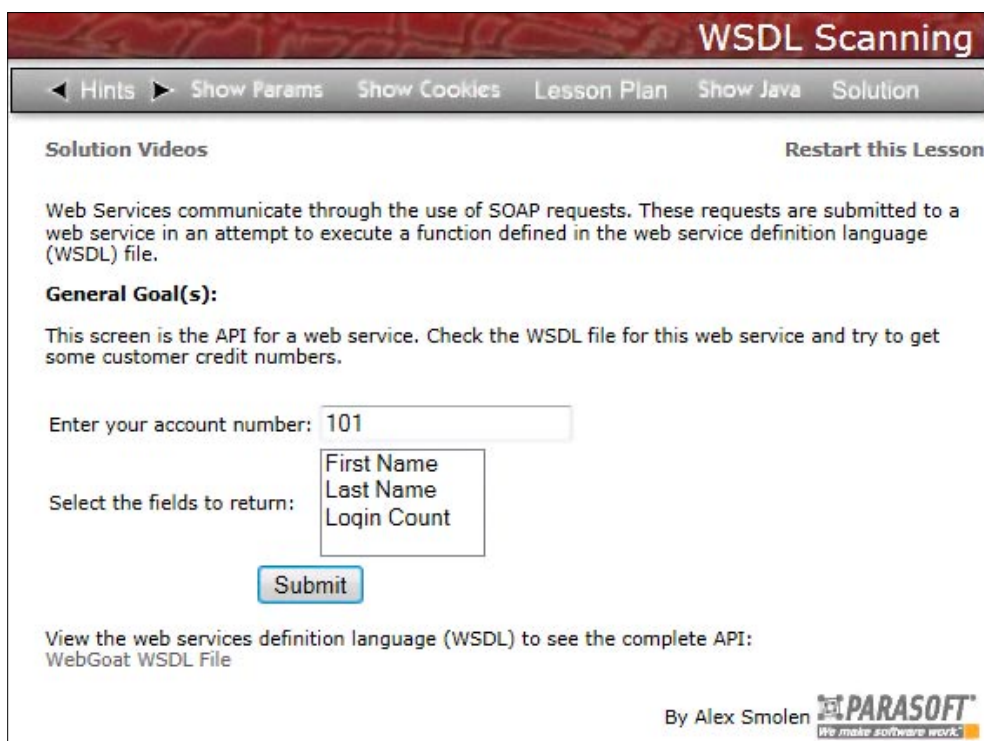 WSDL Scanning
Hints Show Params Show Cookies Lesson Plan Show Java Solution
Solution Videos Restart this Lesson
Web Services communicate through the use of SOAP requests. These requests are submitted to a
web service in an attempt to execute a function defined in the web service definition language
(WSDL) file.
General Goal(s):
This screen is the API for a web service. Check the WSDL file for this web service and try to get
some customer credit numbers.
Enter your account number: 101
Select the fields to return:
First Name
Last Name
Login Count
Submit
View the web services definition language (WSDL) to see the complete API:
WebGoat WSDL File
By Alex Smolen PARASOFT
We make software work.